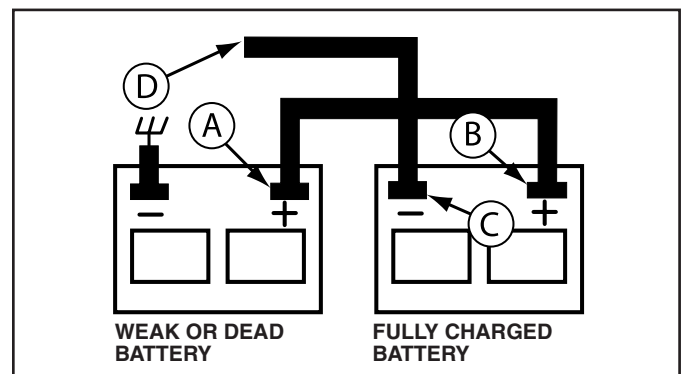 D
A
B
C
− +
− +
WEAK OR DEAD
BATTERY
FULLY CHARGED
BATTERY